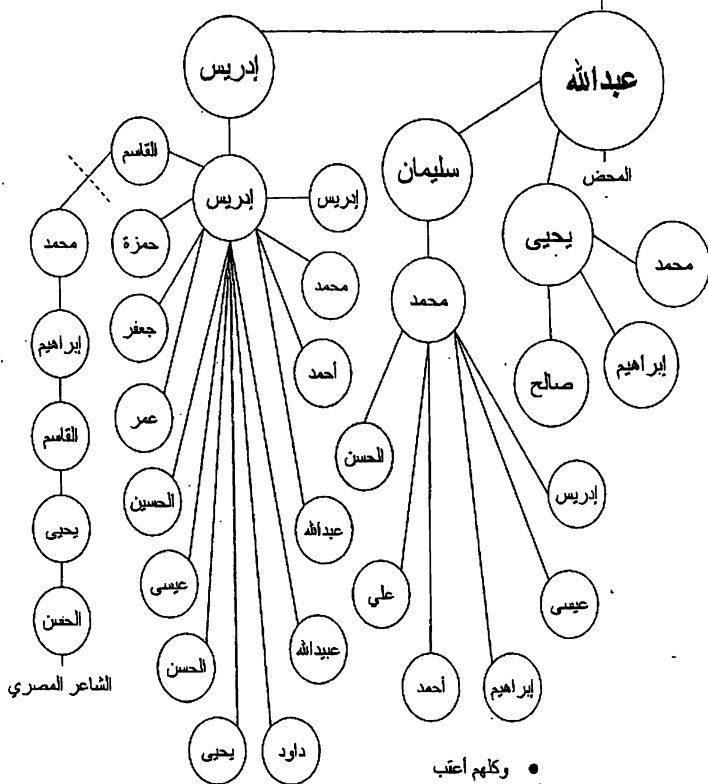 عبدالله
المحض
إدريس
سليمان
يحيى
محمد
إبراهيم
صالح
محمد
إدريس
عيسى
إبراهيم
أحمد
علي
الحسن
إدريس
إدريس
محمد
أحمد
عبدالله
عبيدالله
داود
يحيى
الحسن
عيسى
الحسين
عمر
جعفر
حمزة
القاسم
محمد
إبراهيم
القاسم
يحيى
الحسن
الشاعر المصري
● وكلهم أعقب